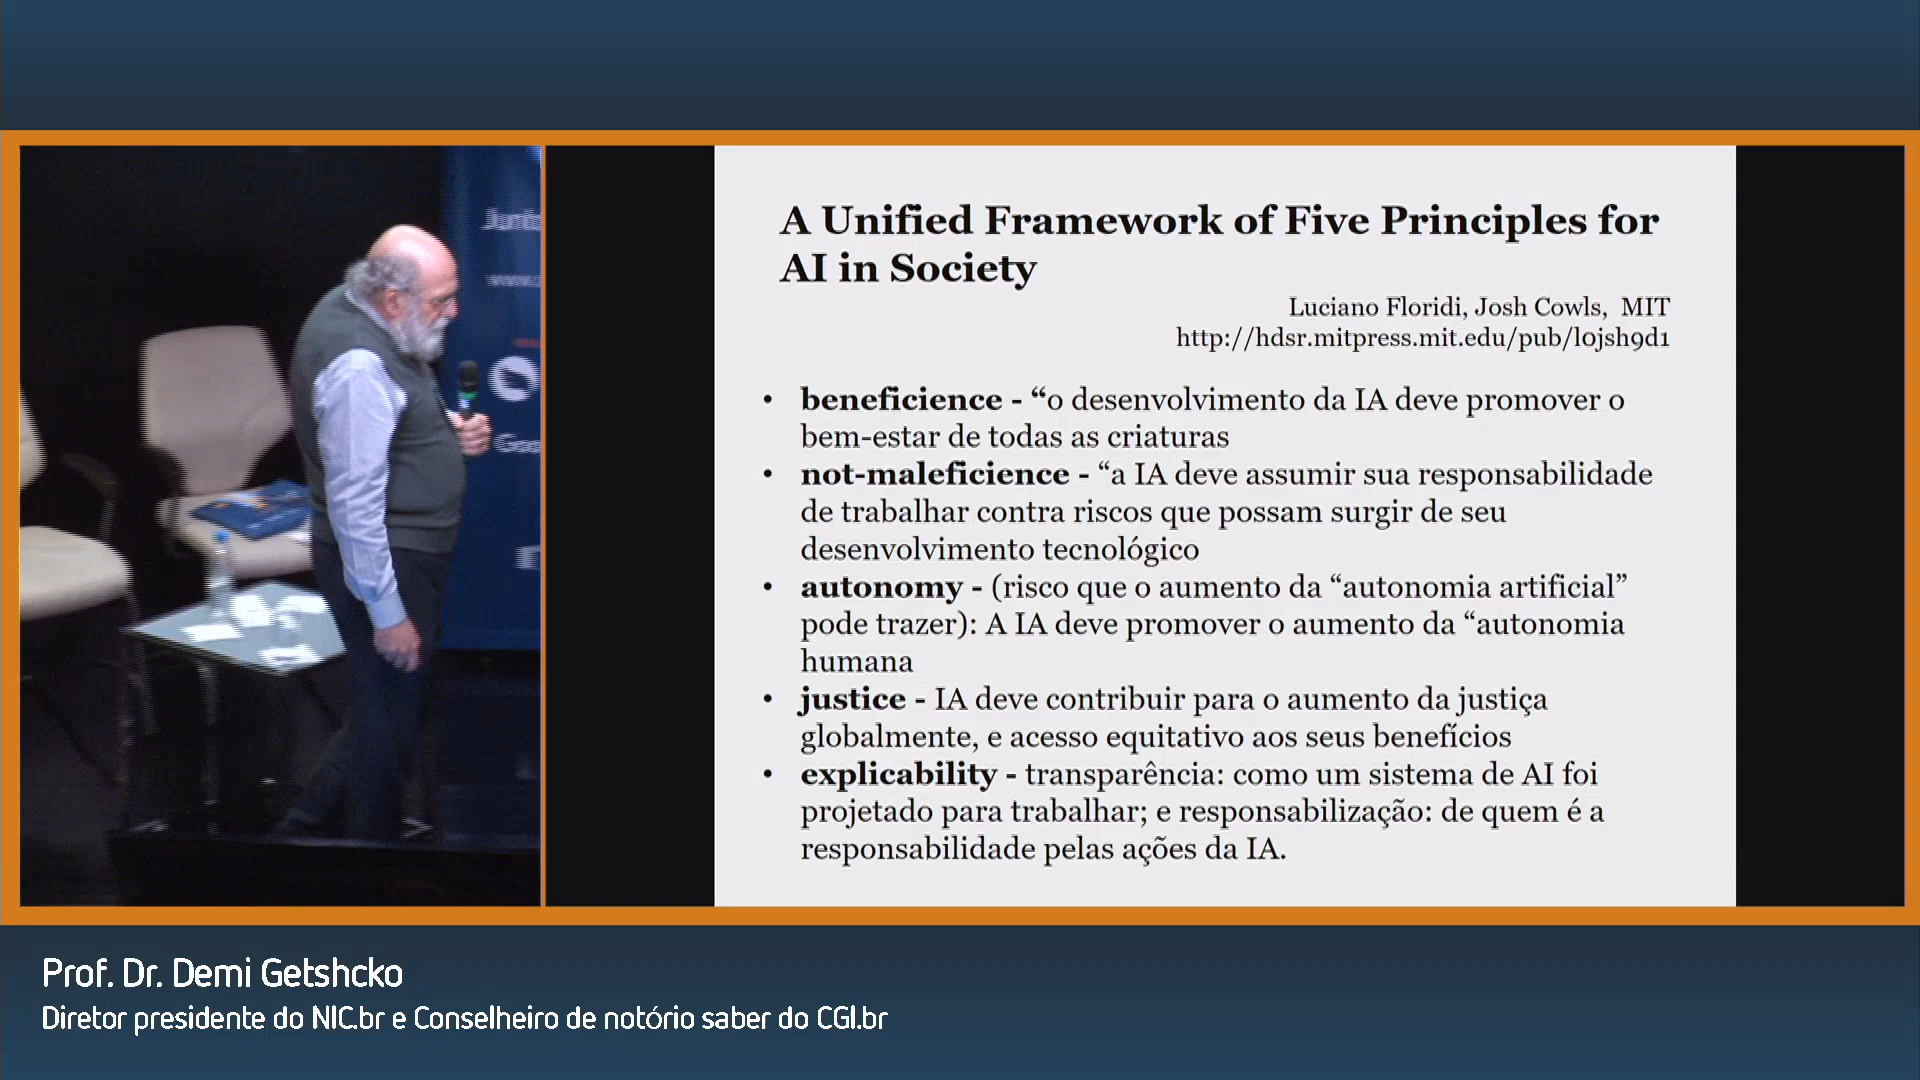 A Unified Framework of Five Principles for
AI in Society
Luciano Floridi, Josh Cowls, MIT
http://hdsr.mitpress.mit.edu/pub/l0jsh9d1
• beneficience - “o desenvolvimento da IA deve promover o
bem-estar de todas as criaturas
• not-maleficience - “a IA deve assumir sua responsabilidade
de trabalhar contra riscos que possam surgir de seu
desenvolvimento tecnológico
• autonomy - (risco que o aumento da “autonomia artificial”
pode trazer): A IA deve promover o aumento da “autonomia
humana
• justice - IA deve contribuir para o aumento da justiça
globalmente, e acesso equitativo aos seus benefícios
• explicability - transparência: como um sistema de AI foi
projetado para trabalhar; e responsabilização: de quem é a
responsabilidade pelas ações da IA.
Prof. Dr. Demi Getshcko
Diretor presidente do NIC.br e Conselheiro de notório saber do CGI.br